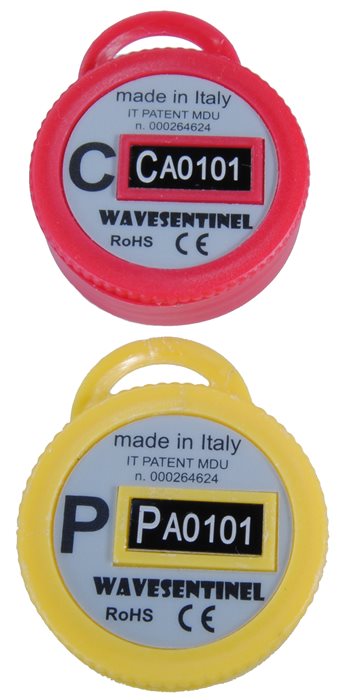 made in Italy
IT PATENT MDU
n. 000264624
C CA0101
WAVESENTINEL
RoHS CE
made in Italy
IT PATENT MDU
n. 000264624
P PA0101
WAVESENTINEL
RoHS CE